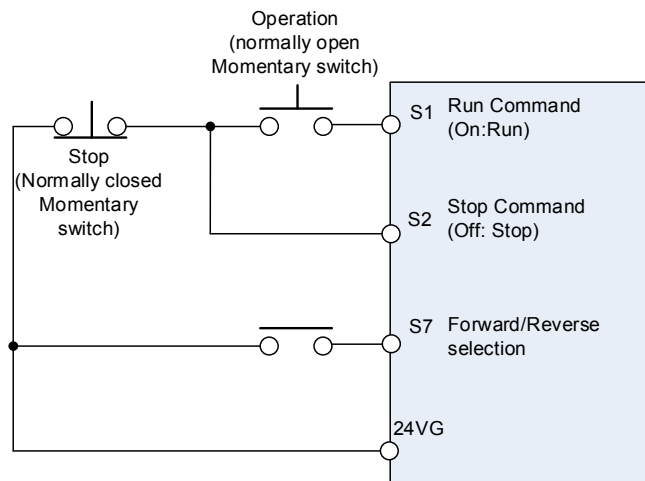 Operation
(normally open
Momentary switch)
Stop
(Normally closed
Momentary
switch)
S1 Run Command
(On:Run)
S2 Stop Command
(Off: Stop)
S7 Forward/Reverse
selection
24VG